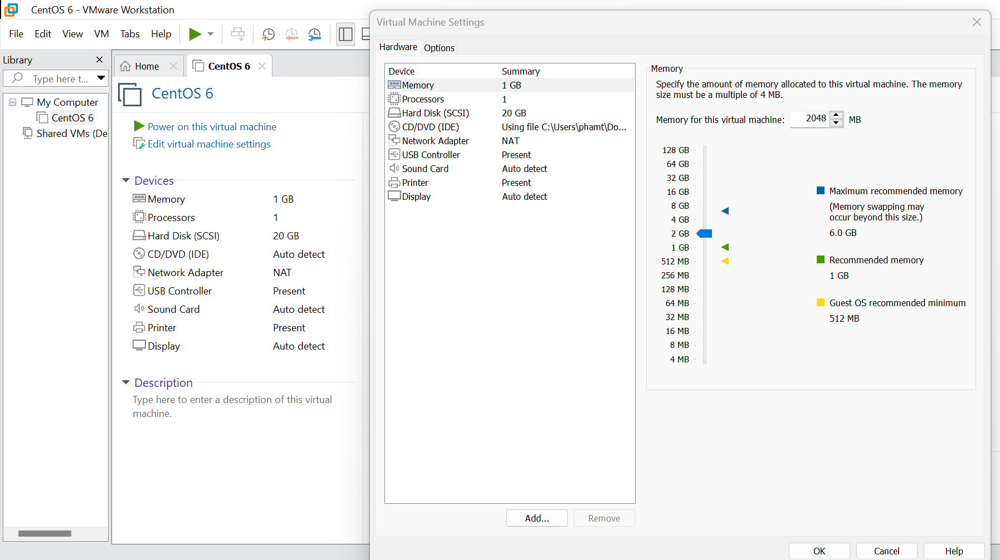 CentOS 6 - VMware Workstation
File Edit View VM Tabs Help
Library
Type here t...
My Computer
CentOS 6
Shared VMs (De
Home
CentOS 6
CentOS 6
Power on this virtual machine
Edit virtual machine settings
Devices
Memory 1 GB
Processors 1
Hard Disk (SCSI) 20 GB
CD/DVD (IDE) Auto detect
Network Adapter NAT
USB Controller Present
Sound Card Auto detect
Printer Present
Display Auto detect
Description
Type here to enter a description of this virtual
machine.
Virtual Machine Settings
Hardware Options
Device Summary
Memory 1 GB
Processors 1
Hard Disk (SCSI) 20 GB
CD/DVD (IDE) Using file C:\Users\phamt\Do...
Network Adapter NAT
USB Controller Present
Sound Card Auto detect
Printer Present
Display Auto detect
Add... Remove
Memory
Specify the amount of memory allocated to this virtual machine. The memory
size must be a multiple of 4 MB.
Memory for this virtual machine: 2048 MB
128 GB
64 GB
32 GB
16 GB
8 GB
4 GB
2 GB
1 GB
512 MB
256 MB
128 MB
64 MB
32 MB
16 MB
8 MB
4 MB
Maximum recommended memory
(Memory swapping may
occur beyond this size.)
6.0 GB
Recommended memory
1 GB
Guest OS recommended minimum
512 MB
OK Cancel Help